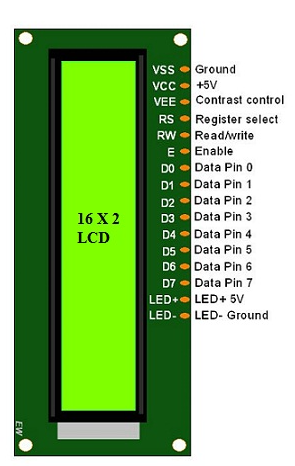 VSS Ground
VCC +5V
VEE Contrast control
RS Register select
RW Read/write
E Enable
D0 Data Pin 0
D1 Data Pin 1
D2 Data Pin 2
D3 Data Pin 3
D4 Data Pin 4
D5 Data Pin 5
D6 Data Pin 6
D7 Data Pin 7
LED+ LED+ 5V
LED- LED- Ground
16 X 2
LCD
EW